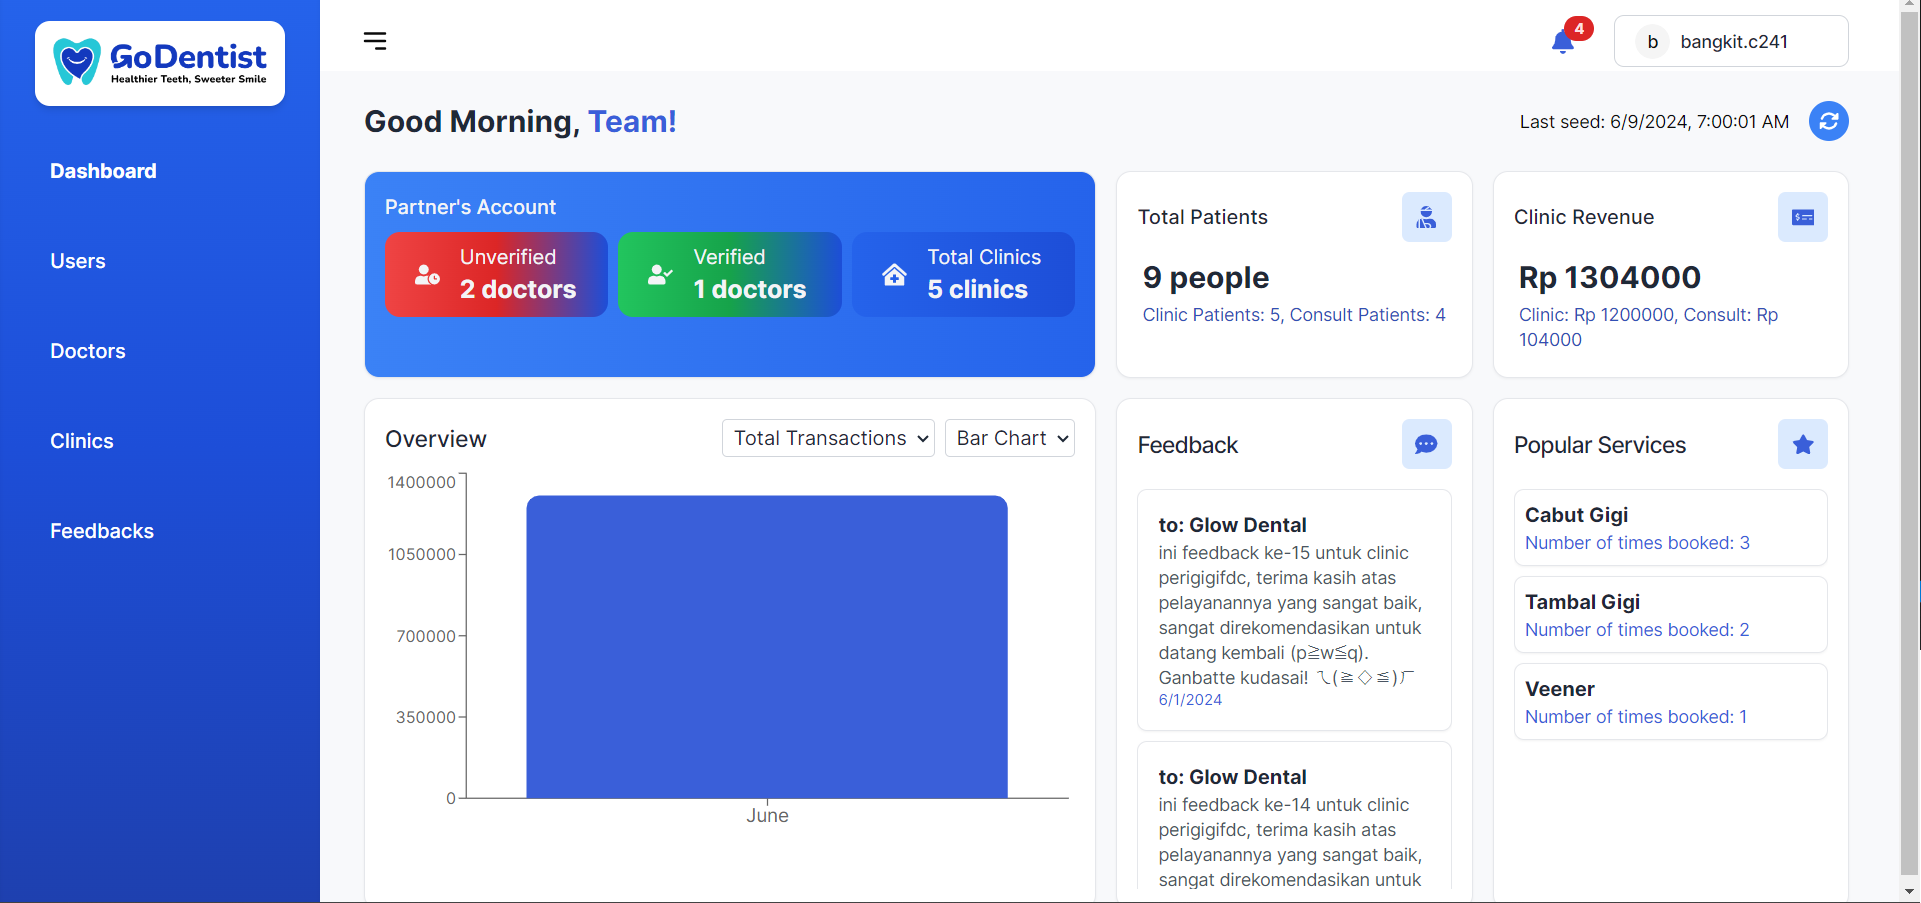 GoDentist
Healthier Teeth, Sweeter Smile
Dashboard
Users
Doctors
Clinics
Feedbacks
4
b bangkit.c241
Good Morning, Team!
Last seed: 6/9/2024, 7:00:01 AM
Partner's Account
Unverified
2 doctors
Verified
1 doctors
Total Clinics
5 clinics
Total Patients
9 people
Clinic Patients: 5, Consult Patients: 4
Clinic Revenue
Rp 1304000
Clinic: Rp 1200000, Consult: Rp
104000
Overview
Total Transactions
Bar Chart
1400000
1050000
700000
350000
0
June
Feedback
to: Glow Dental
ini feedback ke-15 untuk clinic
perigigifdc, terima kasih atas
pelayanannya yang sangat baik,
sangat direkomendasikan untuk
datang kembali (p≧w≦q).
Ganbatte kudasai! ㄟ(≧◇≦)ㄏ
6/1/2024
to: Glow Dental
ini feedback ke-14 untuk clinic
perigigifdc, terima kasih atas
pelayanannya yang sangat baik,
sangat direkomendasikan untuk
Popular Services
Cabut Gigi
Number of times booked: 3
Tambal Gigi
Number of times booked: 2
Veener
Number of times booked: 1